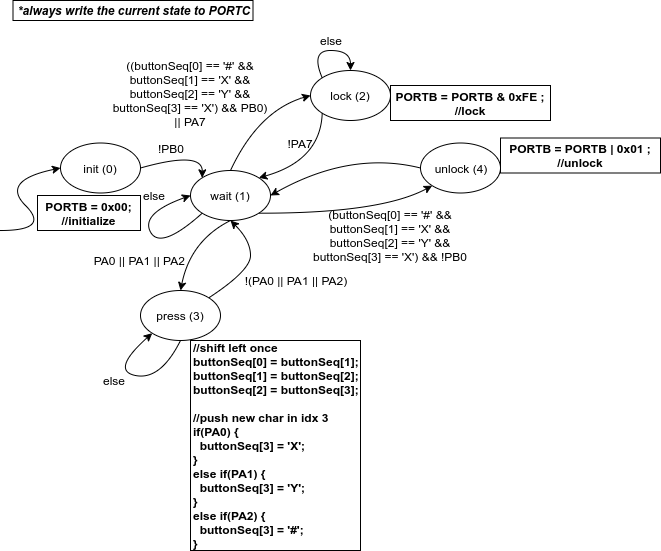 *always write the current state to PORTC
else
((buttonSeq[0] == '#' &&
buttonSeq[1] == 'X' &&
buttonSeq[2] == 'Y' &&
buttonSeq[3] == 'X') && PB0)
|| PA7
lock (2)
PORTB = PORTB & 0xFE ;
//lock
!PA7
!PB0
init (0)
PORTB = 0x00;
//initialize
else
wait (1)
unlock (4)
PORTB = PORTB | 0x01 ;
//unlock
(buttonSeq[0] == '#' &&
buttonSeq[1] == 'X' &&
buttonSeq[2] == 'Y' &&
buttonSeq[3] == 'X') && !PB0
PA0 || PA1 || PA2
!(PA0 || PA1 || PA2)
press (3)
else
//shift left once
buttonSeq[0] = buttonSeq[1];
buttonSeq[1] = buttonSeq[2];
buttonSeq[2] = buttonSeq[3];
//push new char in idx 3
if(PA0) {
buttonSeq[3] = 'X';
}
else if(PA1) {
buttonSeq[3] = 'Y';
}
else if(PA2) {
buttonSeq[3] = '#';
}